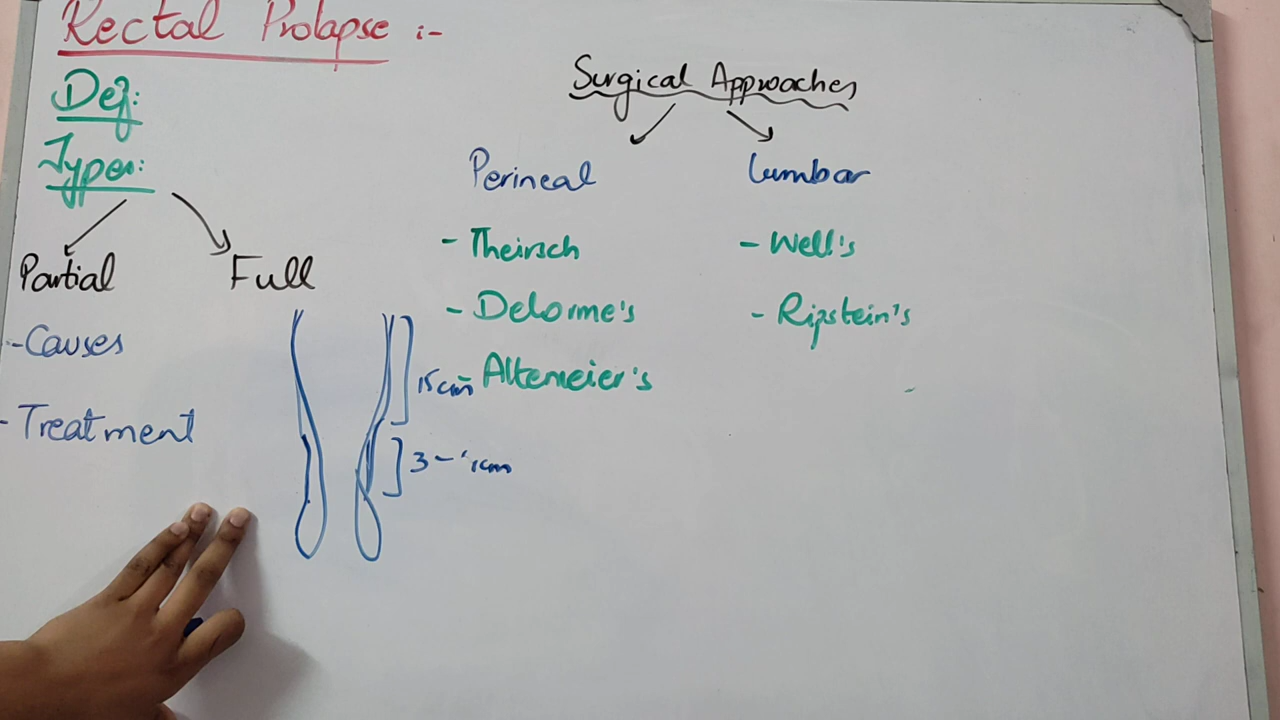 Rectal Prolapse :-
Def:
Types:
Partial
Full
- Causes
- Treatment
15cm
3-
cm
Surgical Approaches
Perineal
Lumbar
- Theirsch
- Delorme's
- Altemeier's
- Well's
- Ripstein's